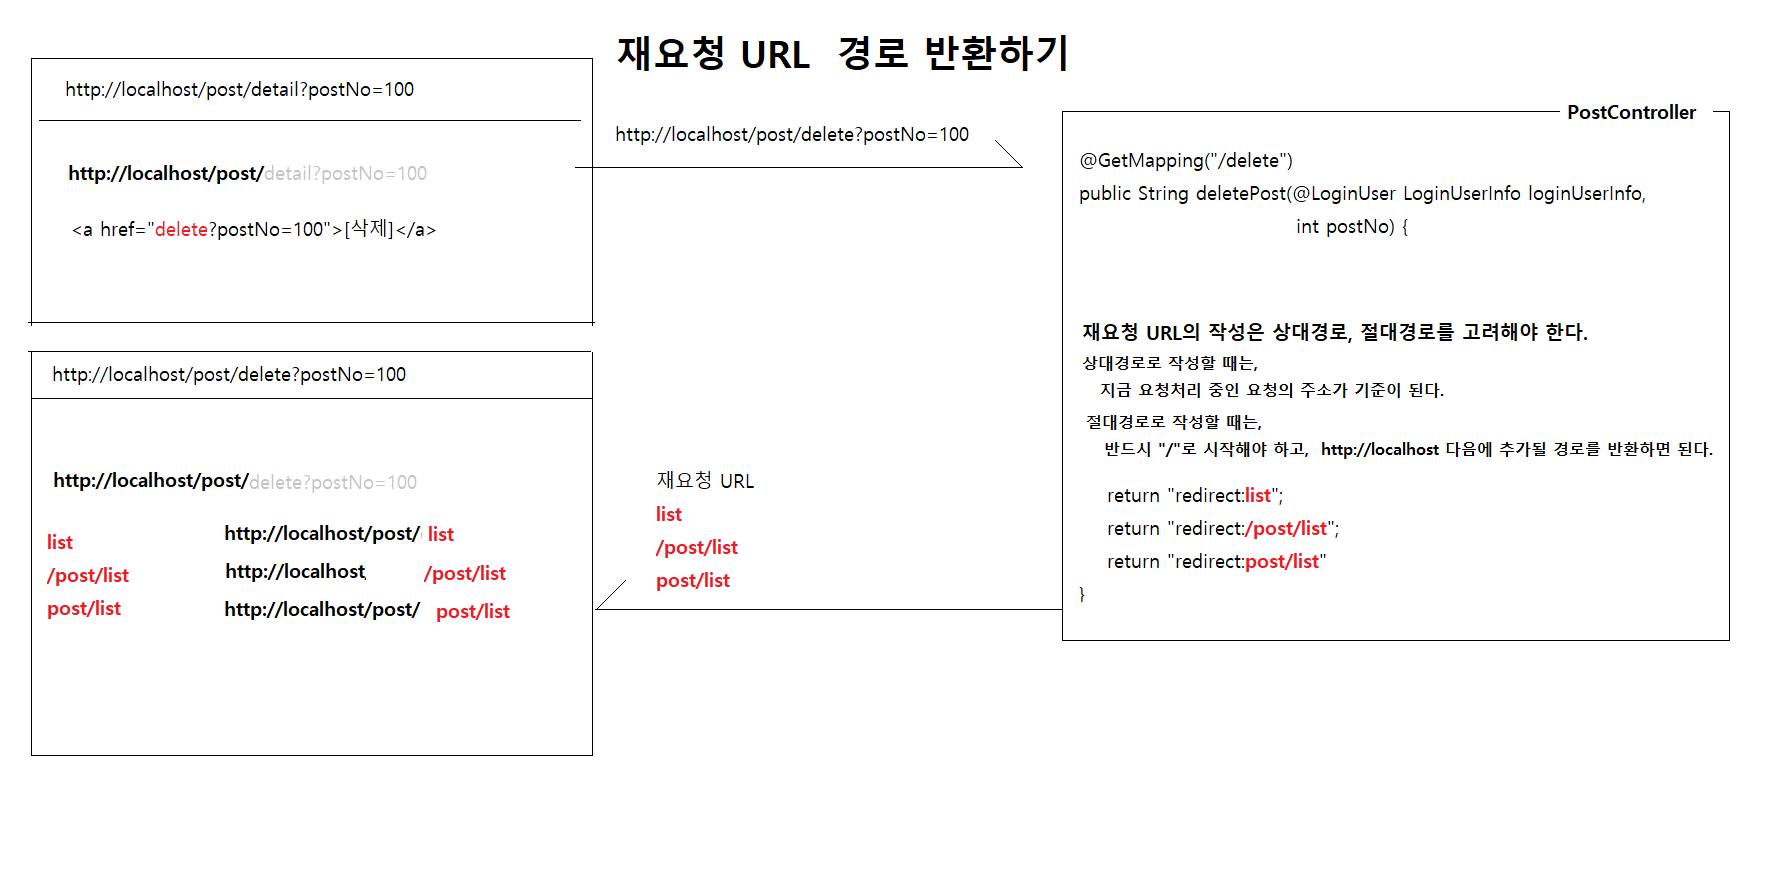 재요청 URL 경로 반환하기
http://localhost/post/detail?postNo=100
http://localhost/post/detail?postNo=100
<a href="delete?postNo=100">[삭제]</a>
http://localhost/post/delete?postNo=100
PostController
@GetMapping("/delete")
public String deletePost(@LoginUser LoginUserInfo loginUserInfo,
int postNo) {
재요청 URL의 작성은 상대경로, 절대경로를 고려해야 한다.
상대경로로 작성할 때는,
지금 요청처리 중인 요청의 주소가 기준이 된다.
절대경로로 작성할 때는,
반드시 "/"로 시작해야 하고, http://localhost 다음에 추가될 경로를 반환하면 된다.
return "redirect:list";
return "redirect:/post/list";
return "redirect:post/list"
}
재요청 URL
list
/post/list
post/list
http://localhost/post/delete?postNo=100
http://localhost/post/delete?postNo=100
list http://localhost/post/ list
/post/list http://localhost /post/list
post/list http://localhost/post/ post/list